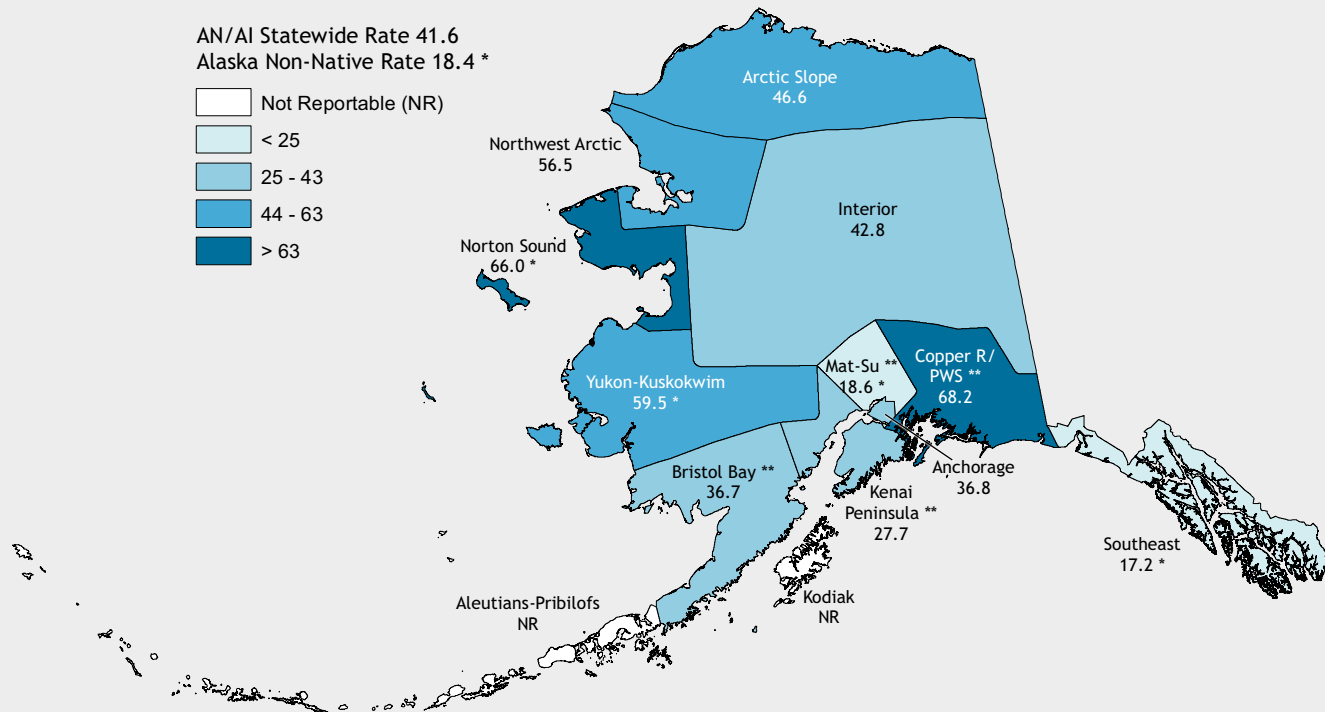 AN/AI Statewide Rate 41.6
Alaska Non-Native Rate 18.4 *
Not Reportable (NR)
< 25
25 - 43
44 - 63
> 63
Arctic Slope
46.6
Northwest Arctic
56.5
Interior
42.8
Norton Sound
66.0 *
Copper R/
PWS **
68.2
Mat-Su **
18.6 *
Yukon-Kuskokwim
59.5 *
Anchorage
36.8
Bristol Bay **
36.7
Kenai
Peninsula **
27.7
Southeast
17.2 *
Kodiak
NR
Aleutians-Pribilofs
NR